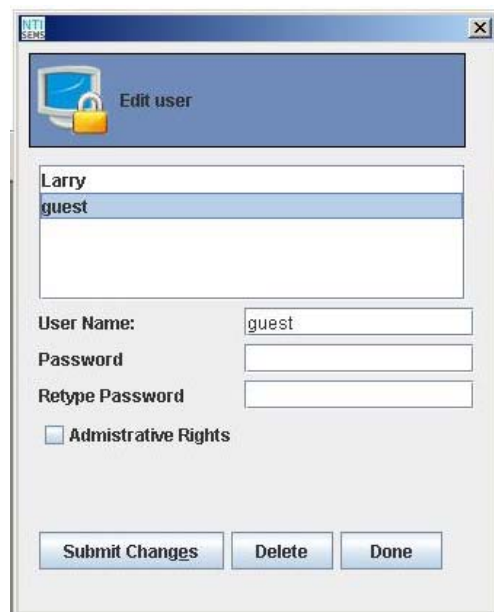 NTI
SEMS
Edit user
Larry
guest
User Name: guest
Password
Retype Password
Admistrative Rights
Submit Changes Delete Done